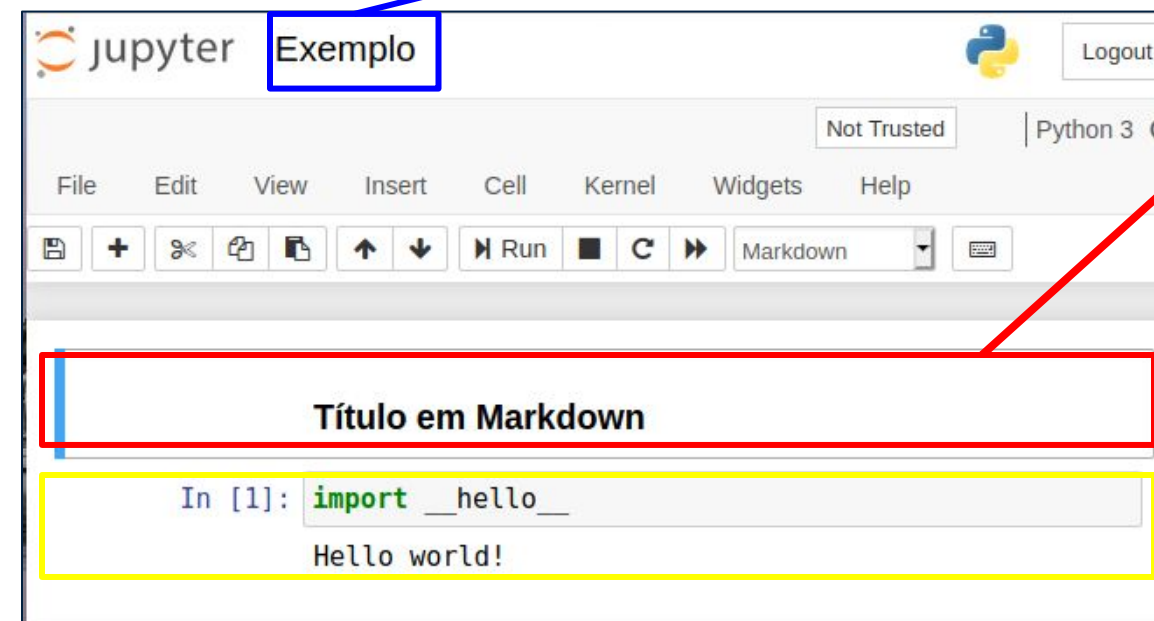 jupyter Exemplo Logout
Not Trusted Python 3
File Edit View Insert Cell Kernel Widgets Help
Run Markdown
Título em Markdown
In [1]: import __hello__
Hello world!